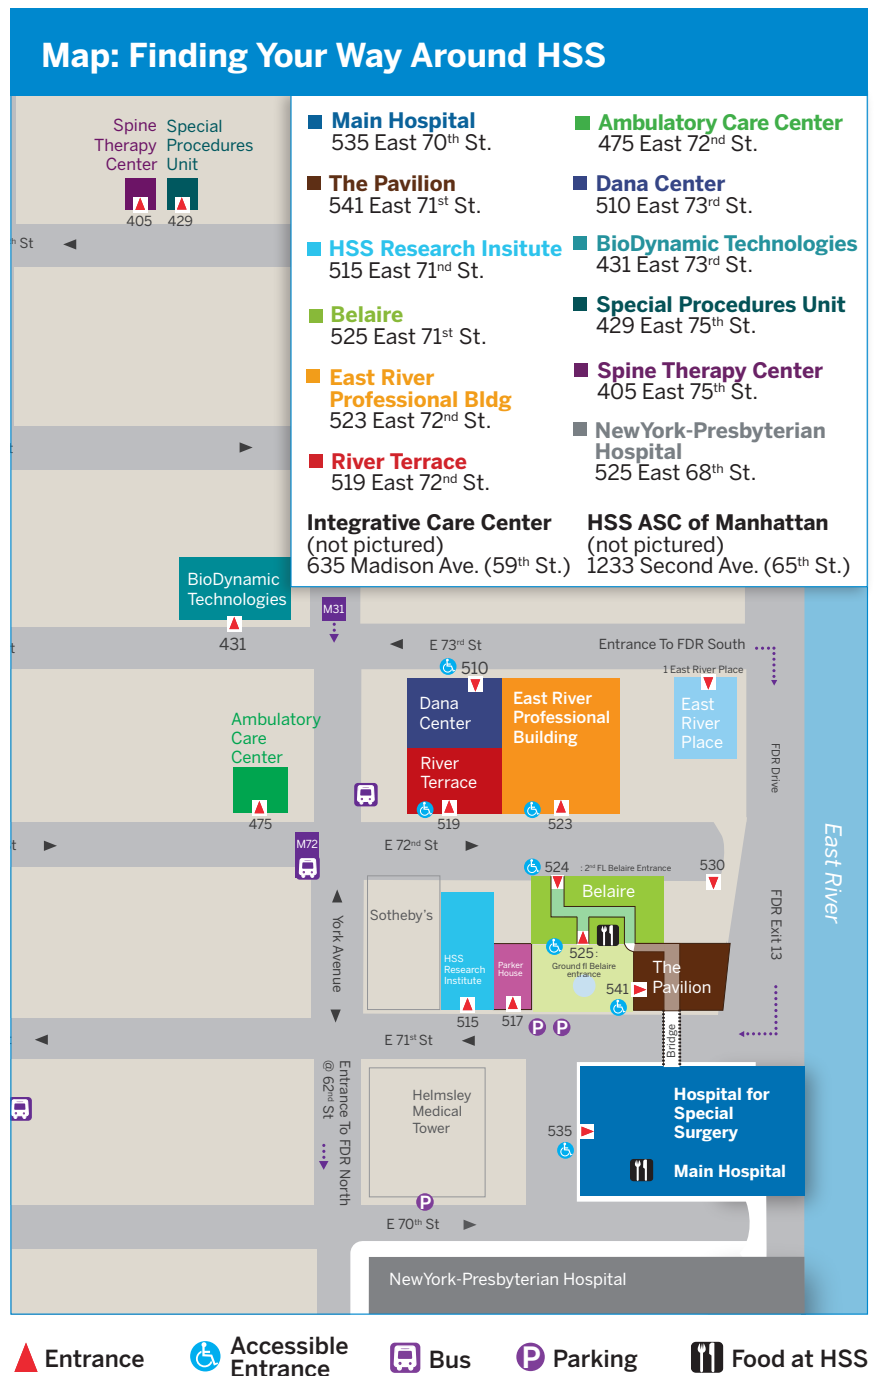 Map: Finding Your Way Around HSS
Spine
Therapy
Center
Special
Procedures
Unit
405
429
th St
Main Hospital
535 East 70th St.
The Pavilion
541 East 71st St.
HSS Research Insitute
515 East 71nd St.
Belaire
525 East 71st St.
East River
Professional Bldg
523 East 72nd St.
River Terrace
519 East 72nd St.
Integrative Care Center
(not pictured)
635 Madison Ave. (59th St.)
Ambulatory Care Center
475 East 72nd St.
Dana Center
510 East 73rd St.
BioDynamic Technologies
431 East 73rd St.
Special Procedures Unit
429 East 75th St.
Spine Therapy Center
405 East 75th St.
NewYork-Presbyterian
Hospital
525 East 68th St.
HSS ASC of Manhattan
(not pictured)
1233 Second Ave. (65th St.)
t
BioDynamic
Technologies
M31
431
t
E 73rd St
Entrance To FDR South
510
1 East River Place
Dana
Center
East River
Professional
Building
East
River
Place
Ambulatory
Care
Center
River
Terrace
FDR Drive
475
519
523
t
M72
E 72nd St
East River
524
: 2nd FL Belaire Entrance
530
Belaire
Sotheby's
York Avenue
FDR Exit 13
HSS
Research
Institute
Parker
House
525:
Ground fl Belaire
entrance
The
Pavilion
541
515
517
E 71st St
Bridge
Entrance To FDR North
@ 62nd St
Helmsley
Medical
Tower
Hospital for
Special
Surgery
535
Main Hospital
E 70th St
NewYork-Presbyterian Hospital
Entrance
Accessible
Entrance
Bus
P Parking
Food at HSS